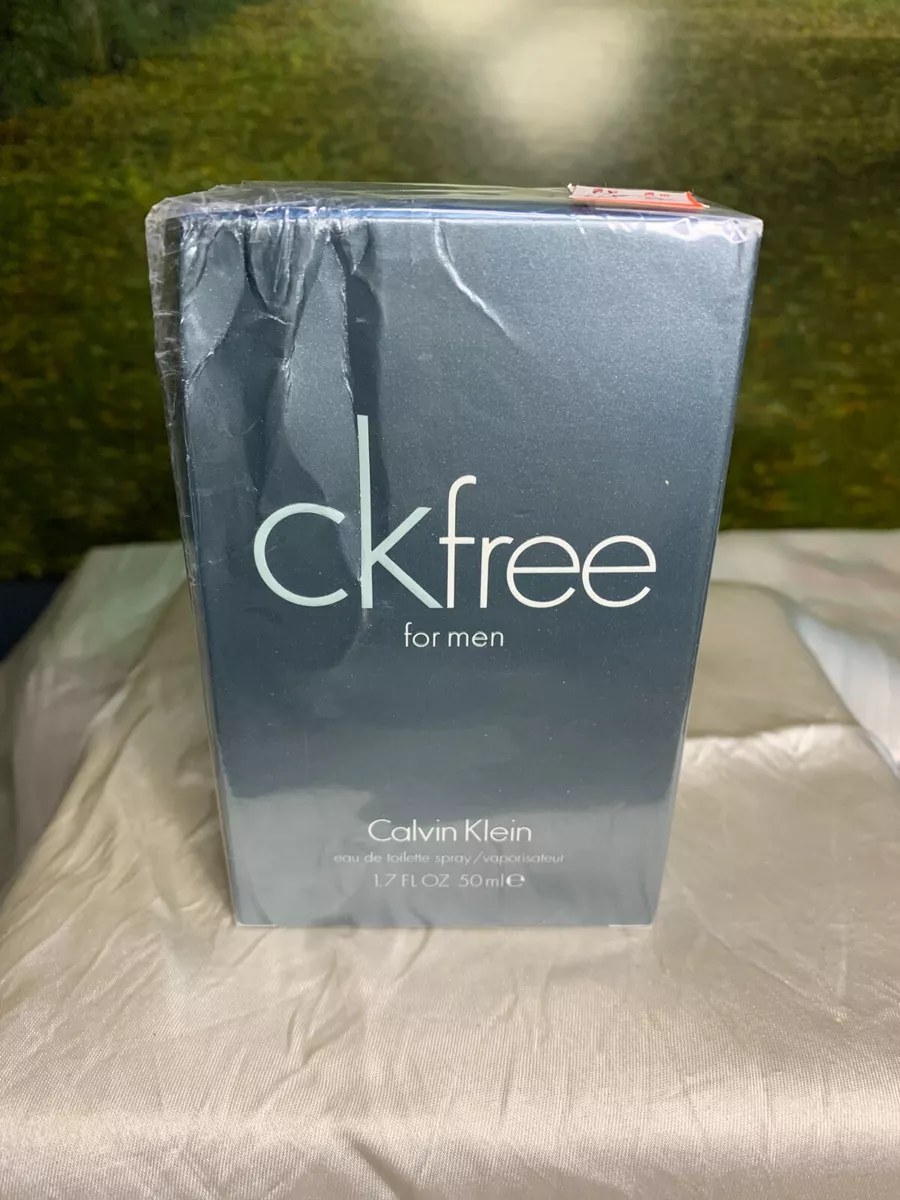 ckfree
for men
Calvin Klein
eau de toilette spray/vaporisateur
1.7 FL OZ 50 ml ℮